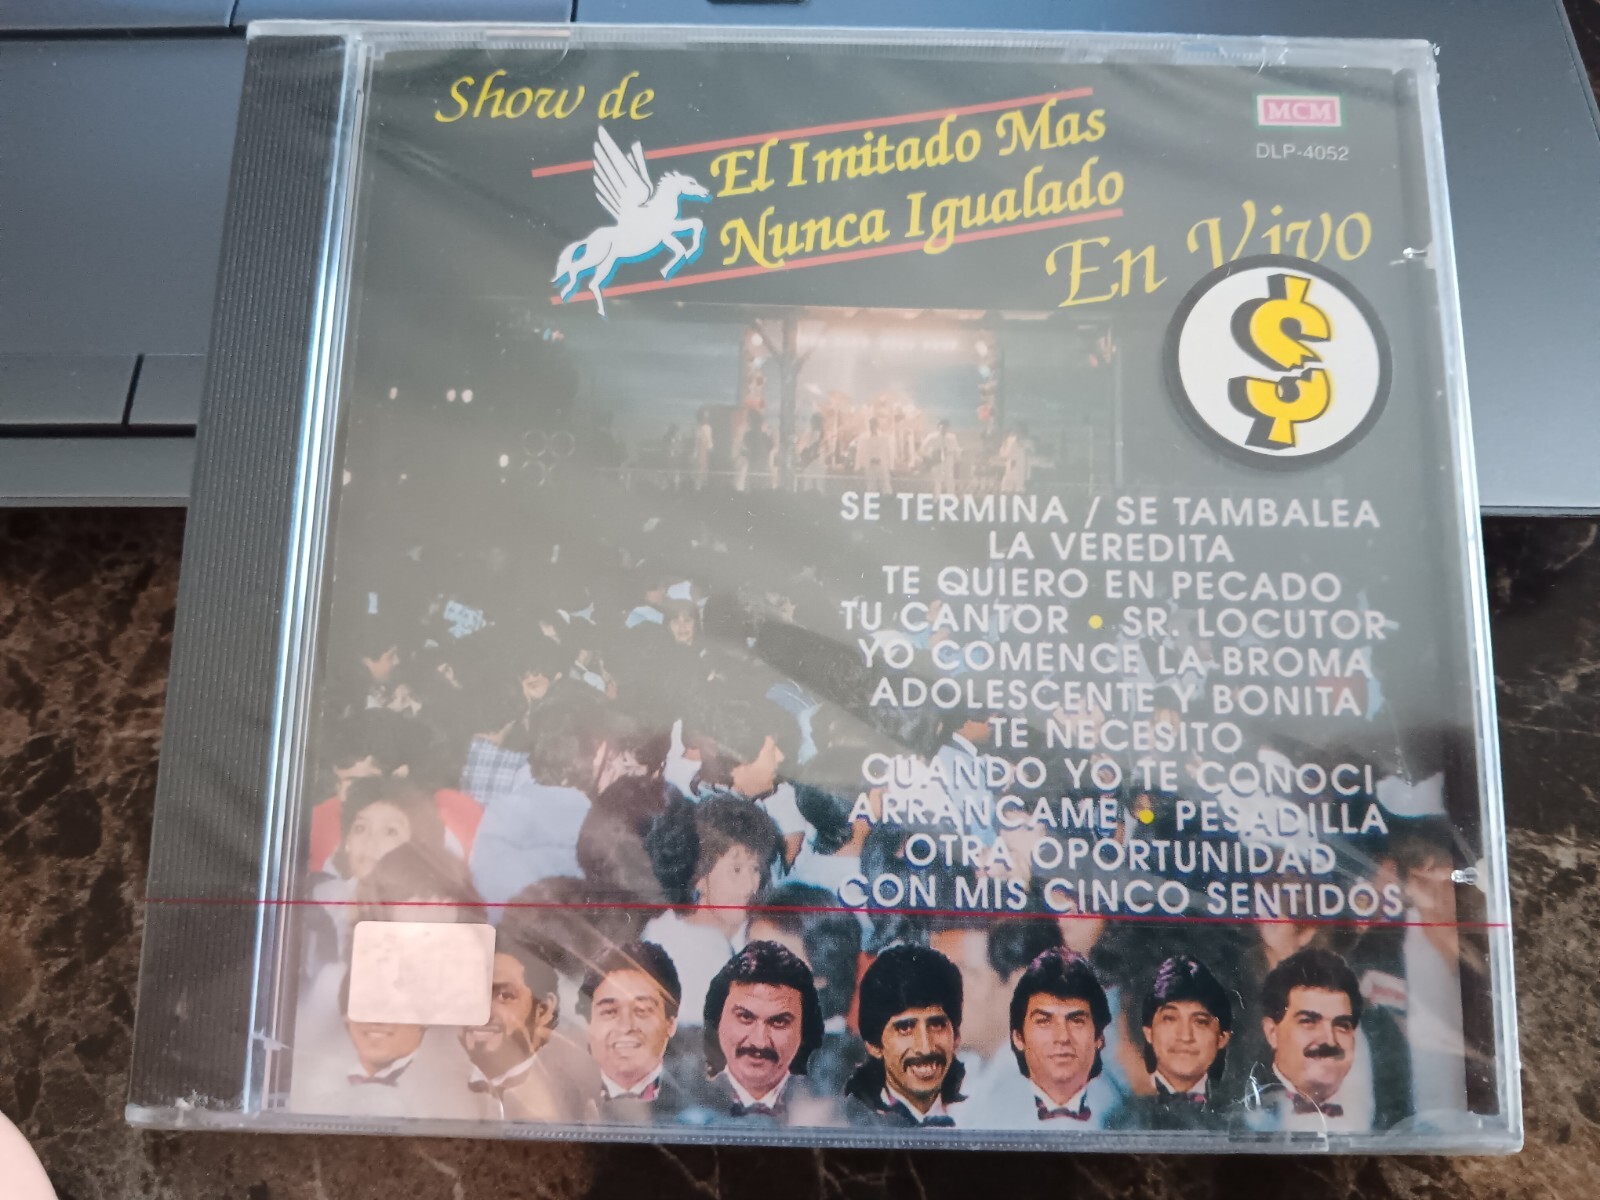 Show de
El Imitado Mas
Nunca Igualado
En Vivo
MCM
DLP-4052
SE TERMINA / SE TAMBALEA
LA VEREDITA
TE QUIERO EN PECADO
TU CANTOR • SR. LOCUTOR
YO COMENCE LA BROMA
ADOLESCENTE Y BONITA
TE NECESITO
CUANDO YO TE CONOCI
ARRANCAME • PESADILLA
OTRA OPORTUNIDAD
CON MIS CINCO SENTIDOS